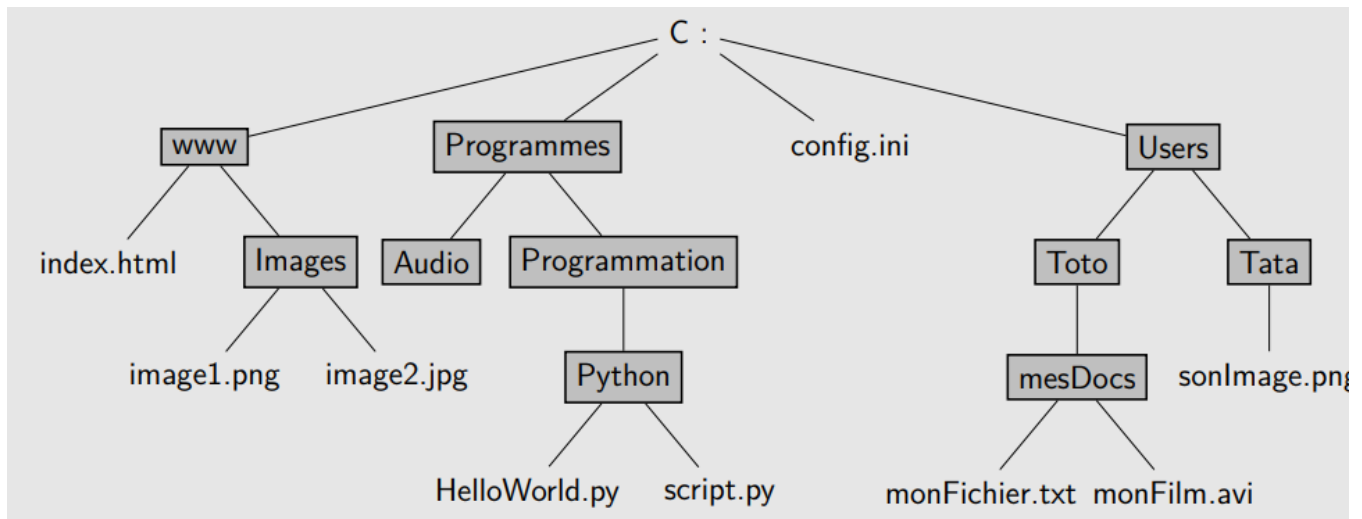 C :
www
Programmes
config.ini
Users
index.html
Images
Audio
Programmation
Toto
Tata
image1.png
image2.jpg
Python
mesDocs
sonImage.png
HelloWorld.py
script.py
monFichier.txt
monFilm.avi